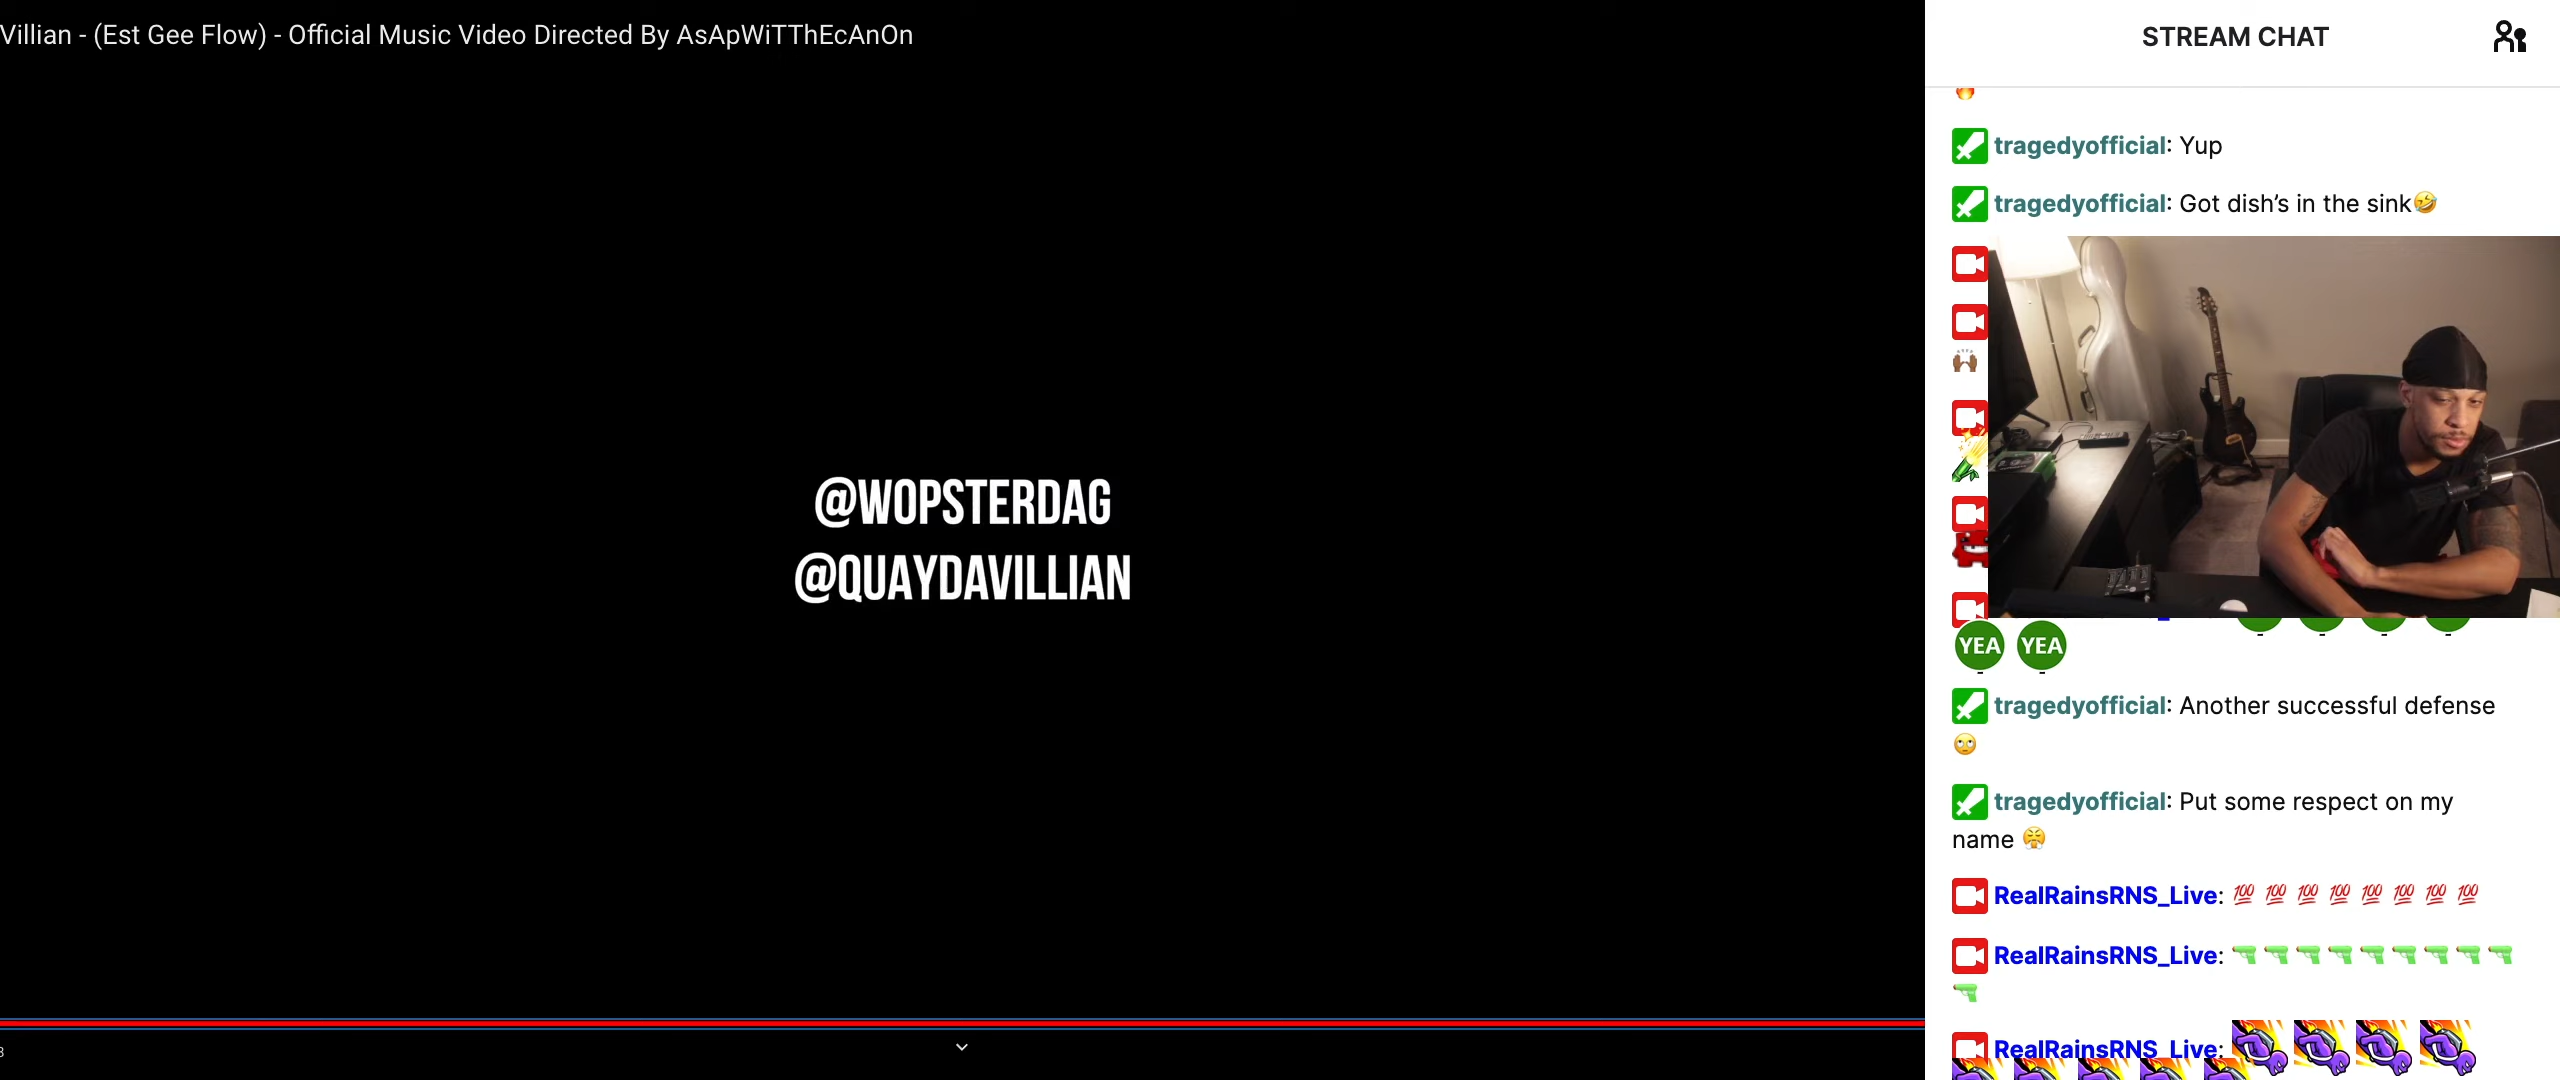 Villian - (Est Gee Flow) - Official Music Video Directed By AsApWiTThEcAnOn
@WOPSTERDAG
@QUAYDAVILLIAN
STREAM CHAT
tragedyofficial: Yup
tragedyofficial: Got dish’s in the sink🤣
YEA YEA
tragedyofficial: Another successful defense
🙄
tragedyofficial: Put some respect on my
name 😤
RealRainsRNS_Live: 💯 💯 💯 💯 💯 💯 💯 💯
RealRainsRNS_Live: 🔫 🔫 🔫 🔫 🔫 🔫 🔫 🔫 🔫
🔫
RealRainsRNS_Live: